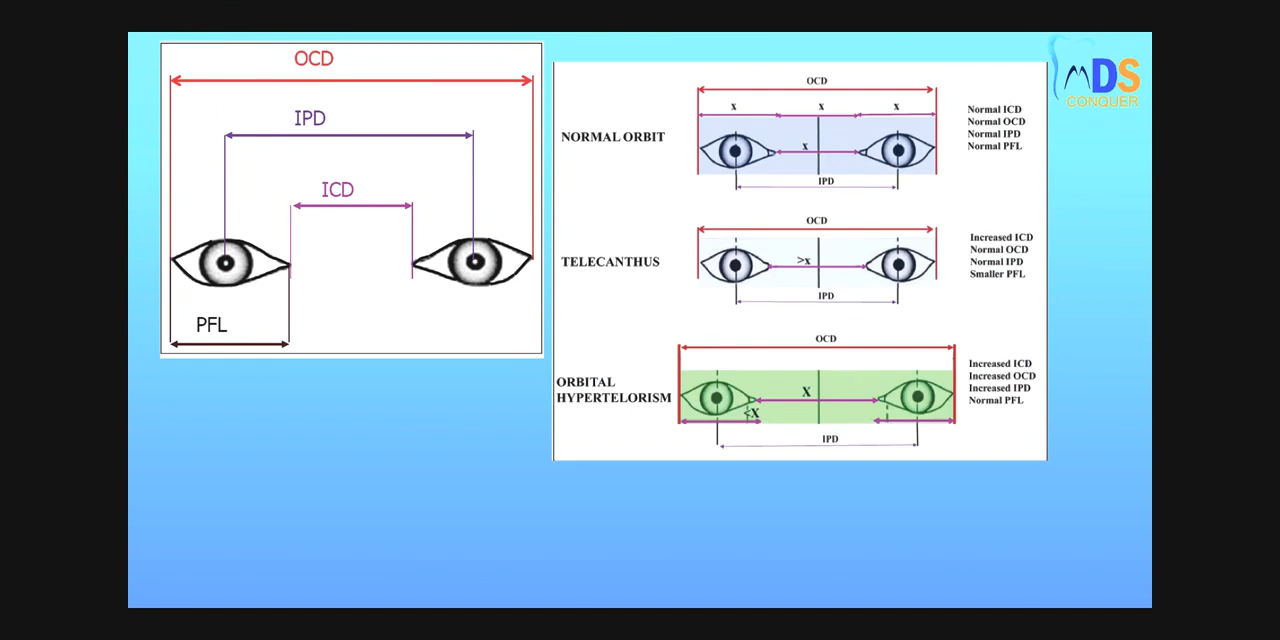 OCD
IPD
ICD
PFL
OCD
x x x
NORMAL ORBIT
x
IPD
Normal ICD
Normal OCD
Normal IPD
Normal PFL
OCD
TELECANTHUS
>x
IPD
Increased ICD
Normal OCD
Normal IPD
Smaller PFL
OCD
ORBITAL
HYPERTELORISM
X
<X
IPD
Increased ICD
Increased OCD
Increased IPD
Normal PFL
MDS
CONQUER